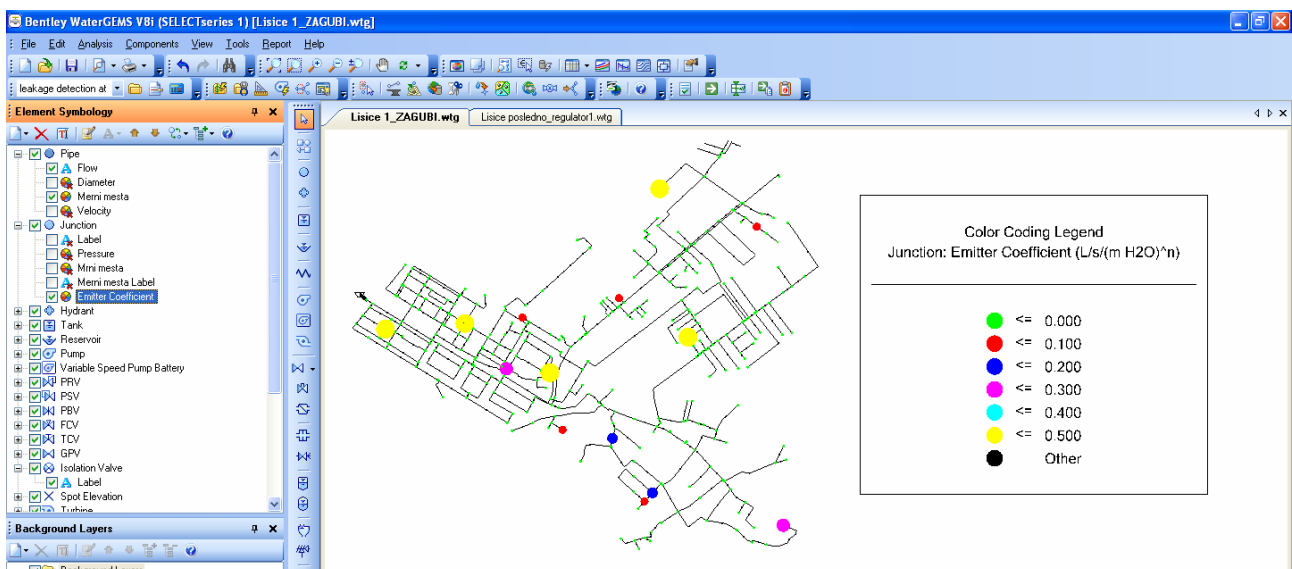 Bentley WaterGEMS V8i (SELECTseries 1) [Lisice 1_ZAGUBI.wtg]
File Edit Analysis Components View Tools Report Help
leakage detection at
Element Symbology
Lisice 1_ZAGUBI.wtg
Lisice posledno_regulator1.wtg
Pipe
Flow
Diameter
Merni mesta
Velocity
Junction
Label
Pressure
Mrni mesta
Merni mesta Label
Emitter Coefficient
Hydrant
Tank
Reservoir
Pump
Variable Speed Pump Battery
PRV
PSV
PBV
FCV
TCV
GPV
Isolation Valve
Label
Spot Elevation
Turbine
Background Layers
Background Layers
Color Coding Legend
Junction: Emitter Coefficient (L/s/(m H2O)^n)
<= 0.000
<= 0.100
<= 0.200
<= 0.300
<= 0.400
<= 0.500
Other